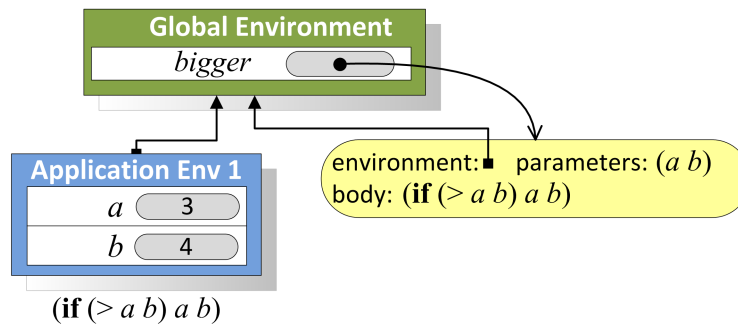 Global Environment
bigger
environment: parameters: (a b)
body: (if (> a b) a b)
Application Env 1
a 3
b 4
(if (> a b) a b)